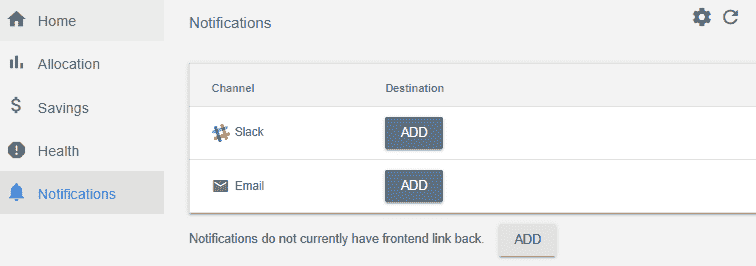 Home
Allocation
Savings
Health
Notifications
Notifications
Channel Destination
Slack ADD
Email ADD
Notifications do not currently have frontend link back. ADD